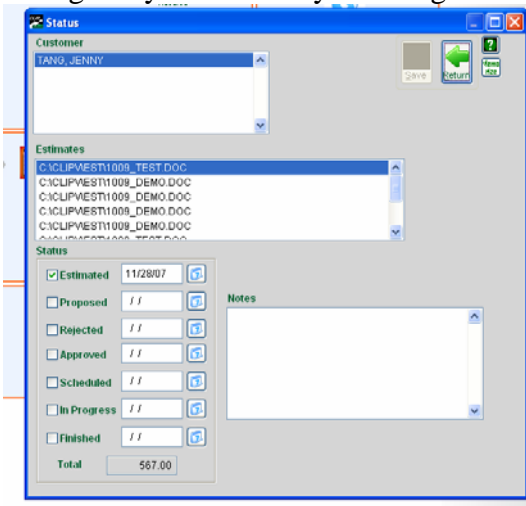 Status
Customer
TANG, JENNY
Save
Return
Estimates
C:\CLIP\EST\1009_TEST.DOC
C:\CLIP\EST\1009_DEMO.DOC
C:\CLIP\EST\1009_DEMO.DOC
C:\CLIP\EST\1009_DEMO.DOC
C:\CLIP\EST\1009_DEMO.DOC
Status
Estimated 11/28/07
Proposed / /
Notes
Rejected / /
Approved / /
Scheduled / /
In Progress / /
Finished / /
Total 567.00